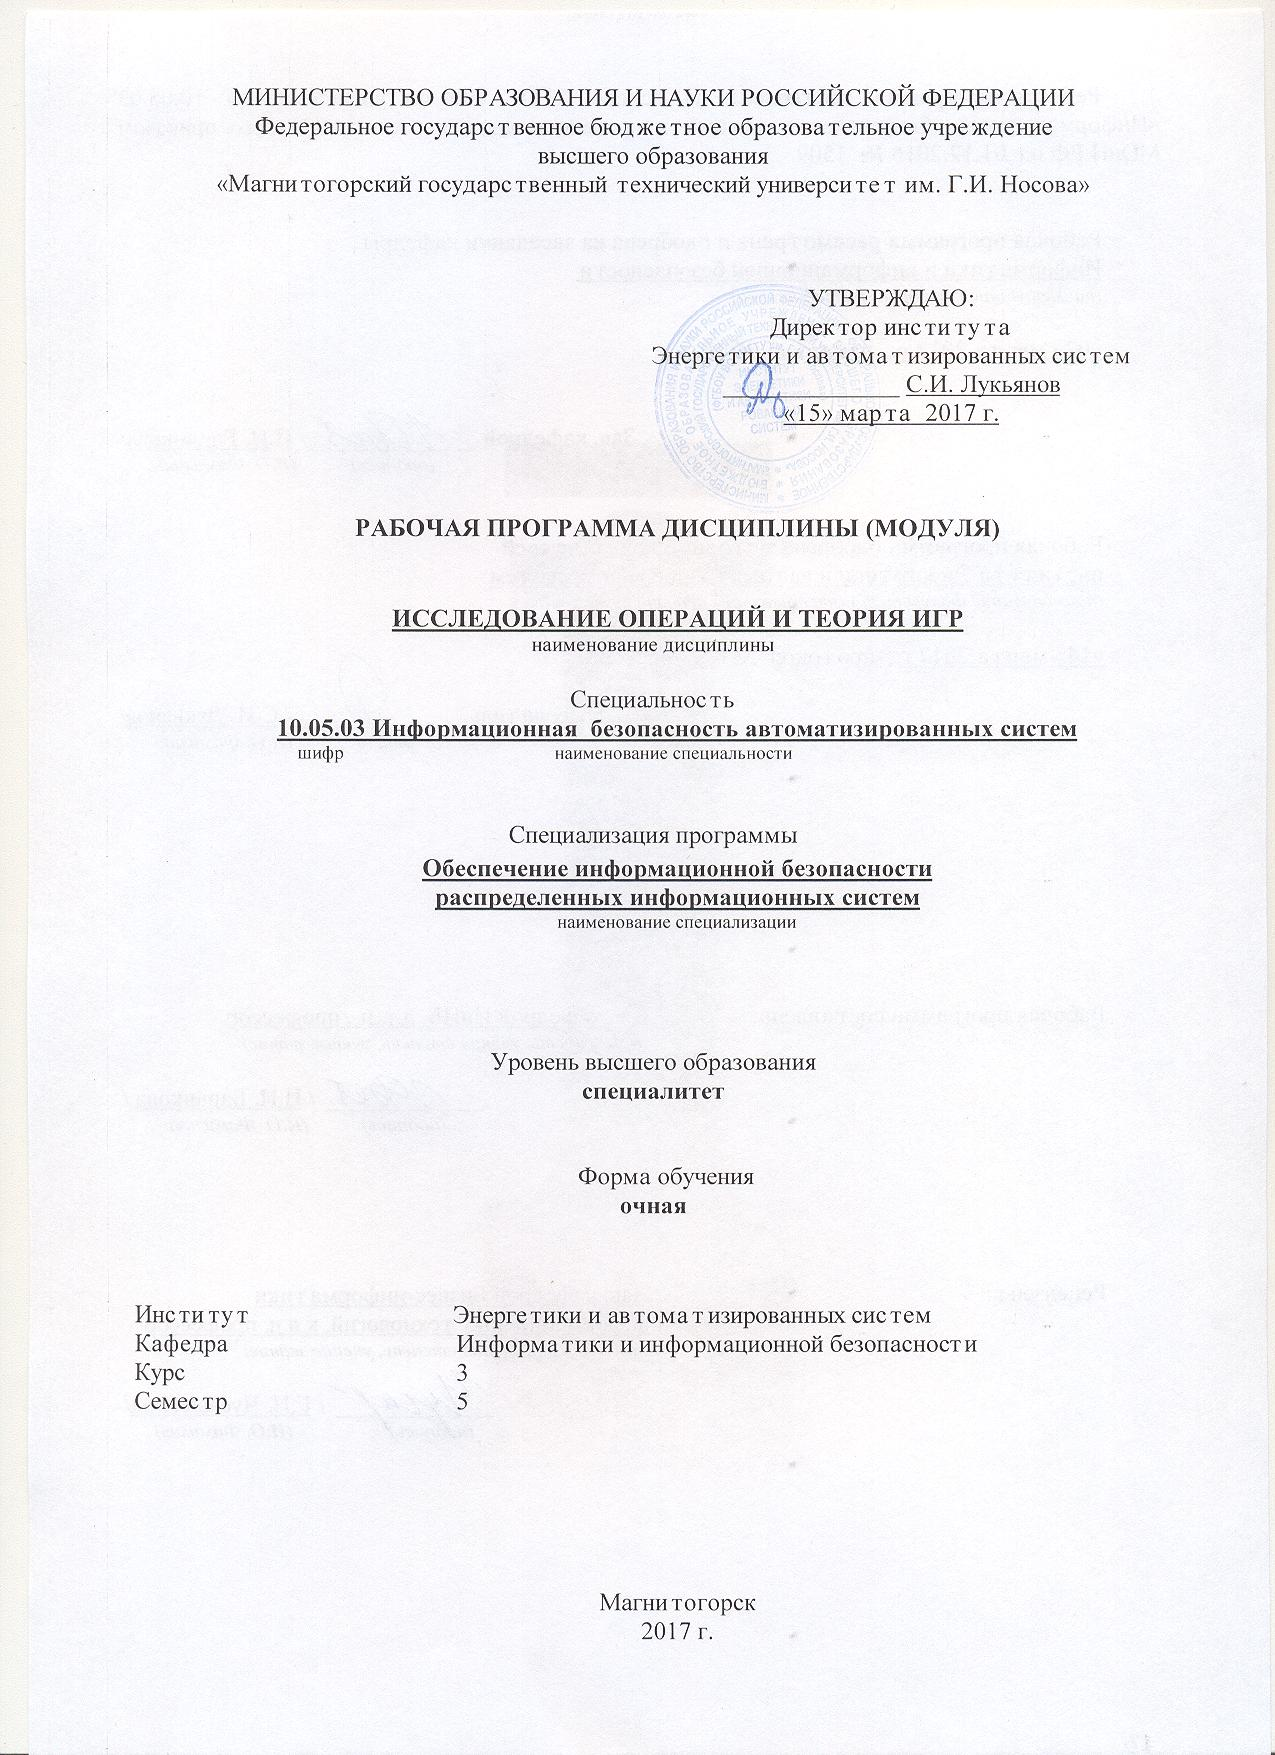 МИНИСТЕРСТВО ОБРАЗОВАНИЯ И НАУКИ РОССИЙСКОЙ ФЕДЕРАЦИИ
Федеральное государственное бюджетное образовательное учреждение
высшего образования
«Магнитогорский государственный технический университет им. Г.И. Носова»
УТВЕРЖДАЮ:
Директор института
Энергетики и автоматизированных систем
С.И. Лукьянов
«15» марта 2017 г.
РАБОЧАЯ ПРОГРАММА ДИСЦИПЛИНЫ (МОДУЛЯ)
ИССЛЕДОВАНИЕ ОПЕРАЦИЙ И ТЕОРИЯ ИГР
наименование дисциплины
Специальность
10.05.03 Информационная безопасность автоматизированных систем
шифр наименование специальности
Специализация программы
Обеспечение информационной безопасности
распределенных информационных систем
наименование специализации
Уровень высшего образования
специалитет
Форма обучения
очная
Институт Энергетики и автоматизированных систем
Кафедра Информатики и информационной безопасности
Курс 3
Семестр 5
Магнитогорск
2017 г.